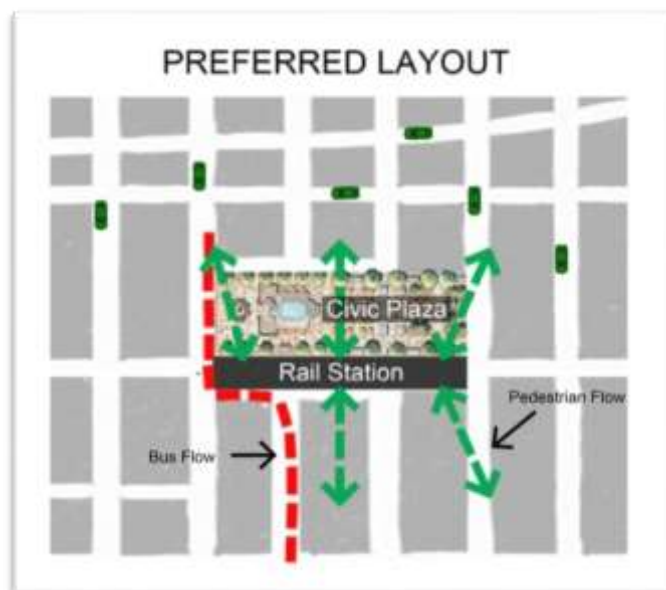 PREFERRED LAYOUT
Civic Plaza
Rail Station
Pedestrian Flow
Bus Flow